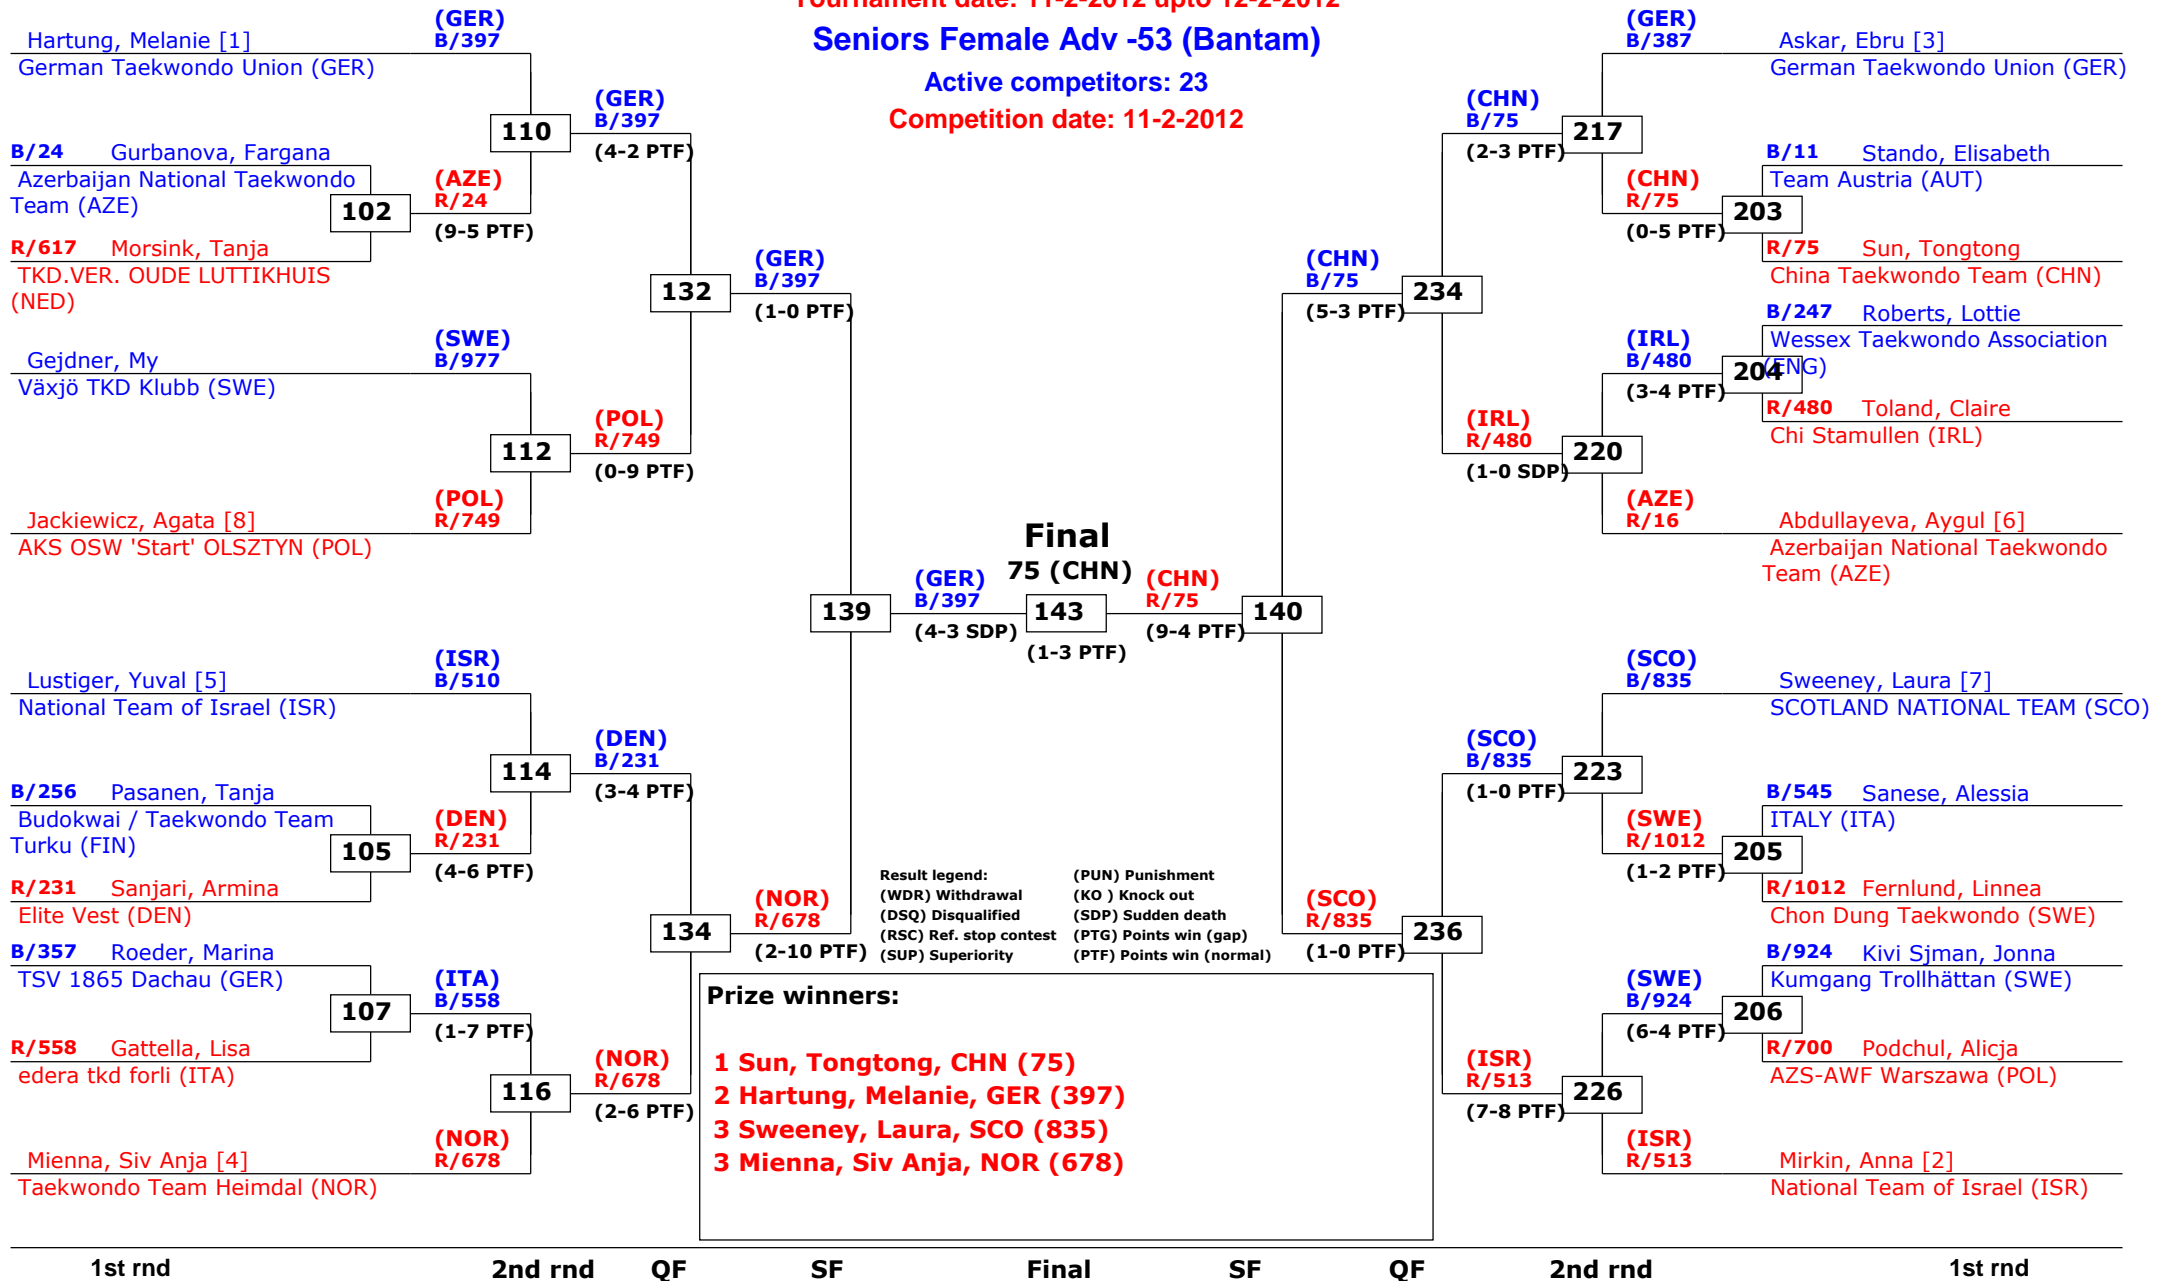 Tournament date: 11-2-2012 upto 12-2-2012
Seniors Female Adv -53 (Bantam)
Active competitors: 23
Competition date: 11-2-2012
Hartung, Melanie [1]
German Taekwondo Union (GER)
(GER)
B/397
B/24 Gurbanova, Fargana
Azerbaijan National Taekwondo
Team (AZE)
R/617 Morsink, Tanja
TKD.VER. OUDE LUTTIKHUIS
(NED)
102
(AZE)
R/24
(9-5 PTF)
110
(GER)
B/397
(4-2 PTF)
Gejdner, My
Växjö TKD Klubb (SWE)
(SWE)
B/977
Jackiewicz, Agata [8]
AKS OSW 'Start' OLSZTYN (POL)
(POL)
R/749
112
(POL)
R/749
(0-9 PTF)
132
(GER)
B/397
(1-0 PTF)
Lustiger, Yuval [5]
National Team of Israel (ISR)
(ISR)
B/510
B/256 Pasanen, Tanja
Budokwai / Taekwondo Team
Turku (FIN)
R/231 Sanjari, Armina
Elite Vest (DEN)
105
(DEN)
R/231
(4-6 PTF)
114
(DEN)
B/231
(3-4 PTF)
B/357 Roeder, Marina
TSV 1865 Dachau (GER)
R/558 Gattella, Lisa
edera tkd forli (ITA)
107
(ITA)
B/558
(1-7 PTF)
Mienna, Siv Anja [4]
Taekwondo Team Heimdal (NOR)
(NOR)
R/678
116
(NOR)
R/678
(2-6 PTF)
134
(NOR)
R/678
(2-10 PTF)
139
(GER)
B/397
(4-3 SDP)
Final
75 (CHN)
143
(1-3 PTF)
(CHN)
R/75
(9-4 PTF)
140
(CHN)
B/75
(5-3 PTF)
234
(CHN)
B/75
(2-3 PTF)
217
(GER)
B/387
Askar, Ebru [3]
German Taekwondo Union (GER)
(CHN)
R/75
(0-5 PTF)
203
B/11 Stando, Elisabeth
Team Austria (AUT)
R/75 Sun, Tongtong
China Taekwondo Team (CHN)
B/247 Roberts, Lottie
Wessex Taekwondo Association
(ENG)
204
(IRL)
B/480
(3-4 PTF)
R/480 Toland, Claire
Chi Stamullen (IRL)
(IRL)
R/480
(1-0 SDP)
220
(AZE)
R/16
Abdullayeva, Aygul [6]
Azerbaijan National Taekwondo
Team (AZE)
(SCO)
B/835
Sweeney, Laura [7]
SCOTLAND NATIONAL TEAM (SCO)
(SCO)
B/835
(1-0 PTF)
223
(SWE)
R/1012
(1-2 PTF)
205
B/545 Sanese, Alessia
ITALY (ITA)
R/1012 Fernlund, Linnea
Chon Dung Taekwondo (SWE)
(SCO)
R/835
(1-0 PTF)
236
B/924 Kivi Sjman, Jonna
Kumgang Trollhättan (SWE)
(SWE)
B/924
(6-4 PTF)
206
R/700 Podchul, Alicja
AZS-AWF Warszawa (POL)
(ISR)
R/513
(7-8 PTF)
226
(ISR)
R/513
Mirkin, Anna [2]
National Team of Israel (ISR)
Result legend:
(WDR) Withdrawal
(DSQ) Disqualified
(RSC) Ref. stop contest
(SUP) Superiority
(PUN) Punishment
(KO ) Knock out
(SDP) Sudden death
(PTG) Points win (gap)
(PTF) Points win (normal)
Prize winners:
1 Sun, Tongtong, CHN (75)
2 Hartung, Melanie, GER (397)
3 Sweeney, Laura, SCO (835)
3 Mienna, Siv Anja, NOR (678)
1st rnd 2nd rnd QF SF Final SF QF 2nd rnd 1st rnd